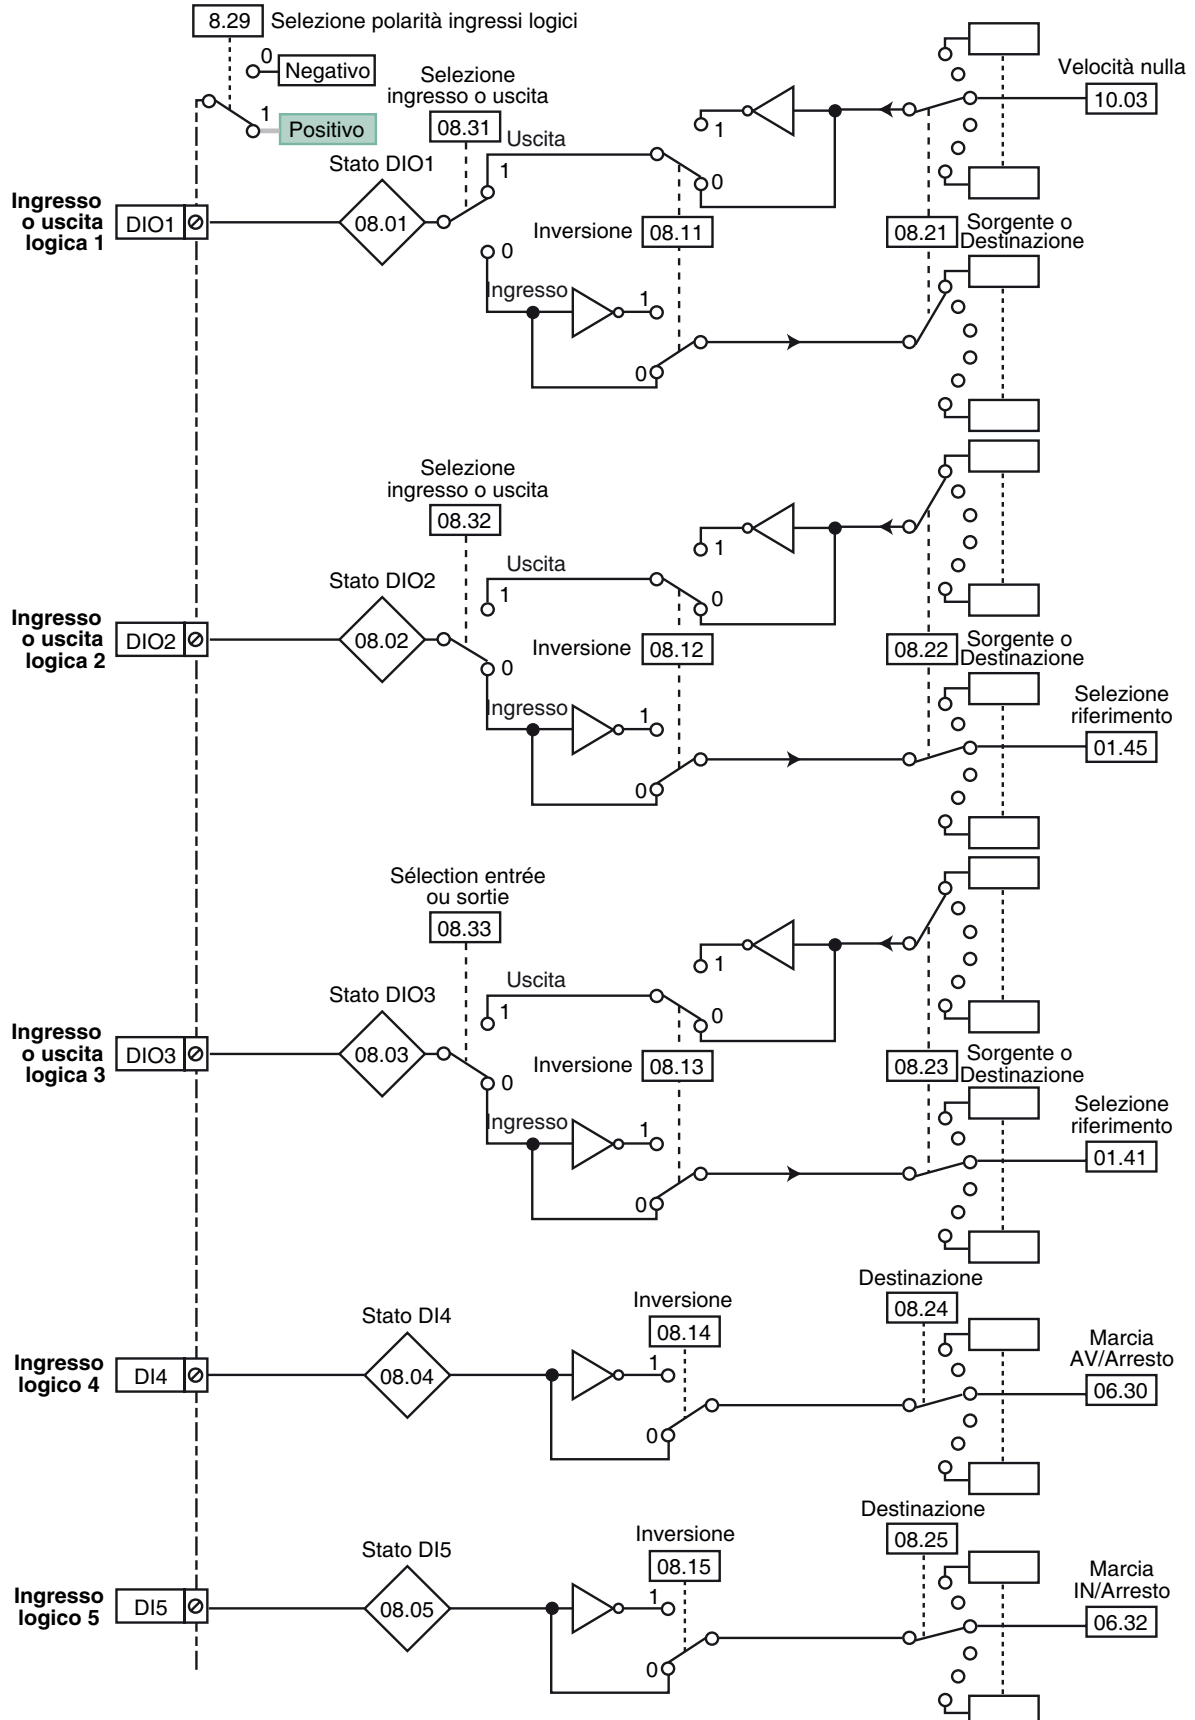 8.29 Selezione polarità ingressi logici
0 Negativo
1 Positivo
Selezione
ingresso o uscita
08.31
Velocità nulla
10.03
Stato DIO1
08.01
Uscita
1
1
0
Ingresso
o uscita
logica 1
DIO1
Inversione 08.11
08.21 Sorgente o
Destinazione
0
Ingresso
1
0
Selezione
ingresso o uscita
08.32
Stato DIO2
08.02
Uscita
1
1
0
Ingresso
o uscita
logica 2
DIO2
Inversione 08.12
08.22 Sorgente o
Destinazione
0
Ingresso
1
0
Selezione
riferimento
01.45
Sélection entrée
ou sortie
08.33
Stato DIO3
08.03
Uscita
1
1
0
Ingresso
o uscita
logica 3
DIO3
Inversione 08.13
08.23 Sorgente o
Destinazione
0
Ingresso
1
0
Selezione
riferimento
01.41
Stato DI4
08.04
Inversione
08.14
Destinazione
08.24
Ingresso
logico 4
DI4
1
0
Marcia
AV/Arresto
06.30
Stato DI5
08.05
Inversione
08.15
Destinazione
08.25
Ingresso
logico 5
DI5
1
0
Marcia
IN/Arresto
06.32